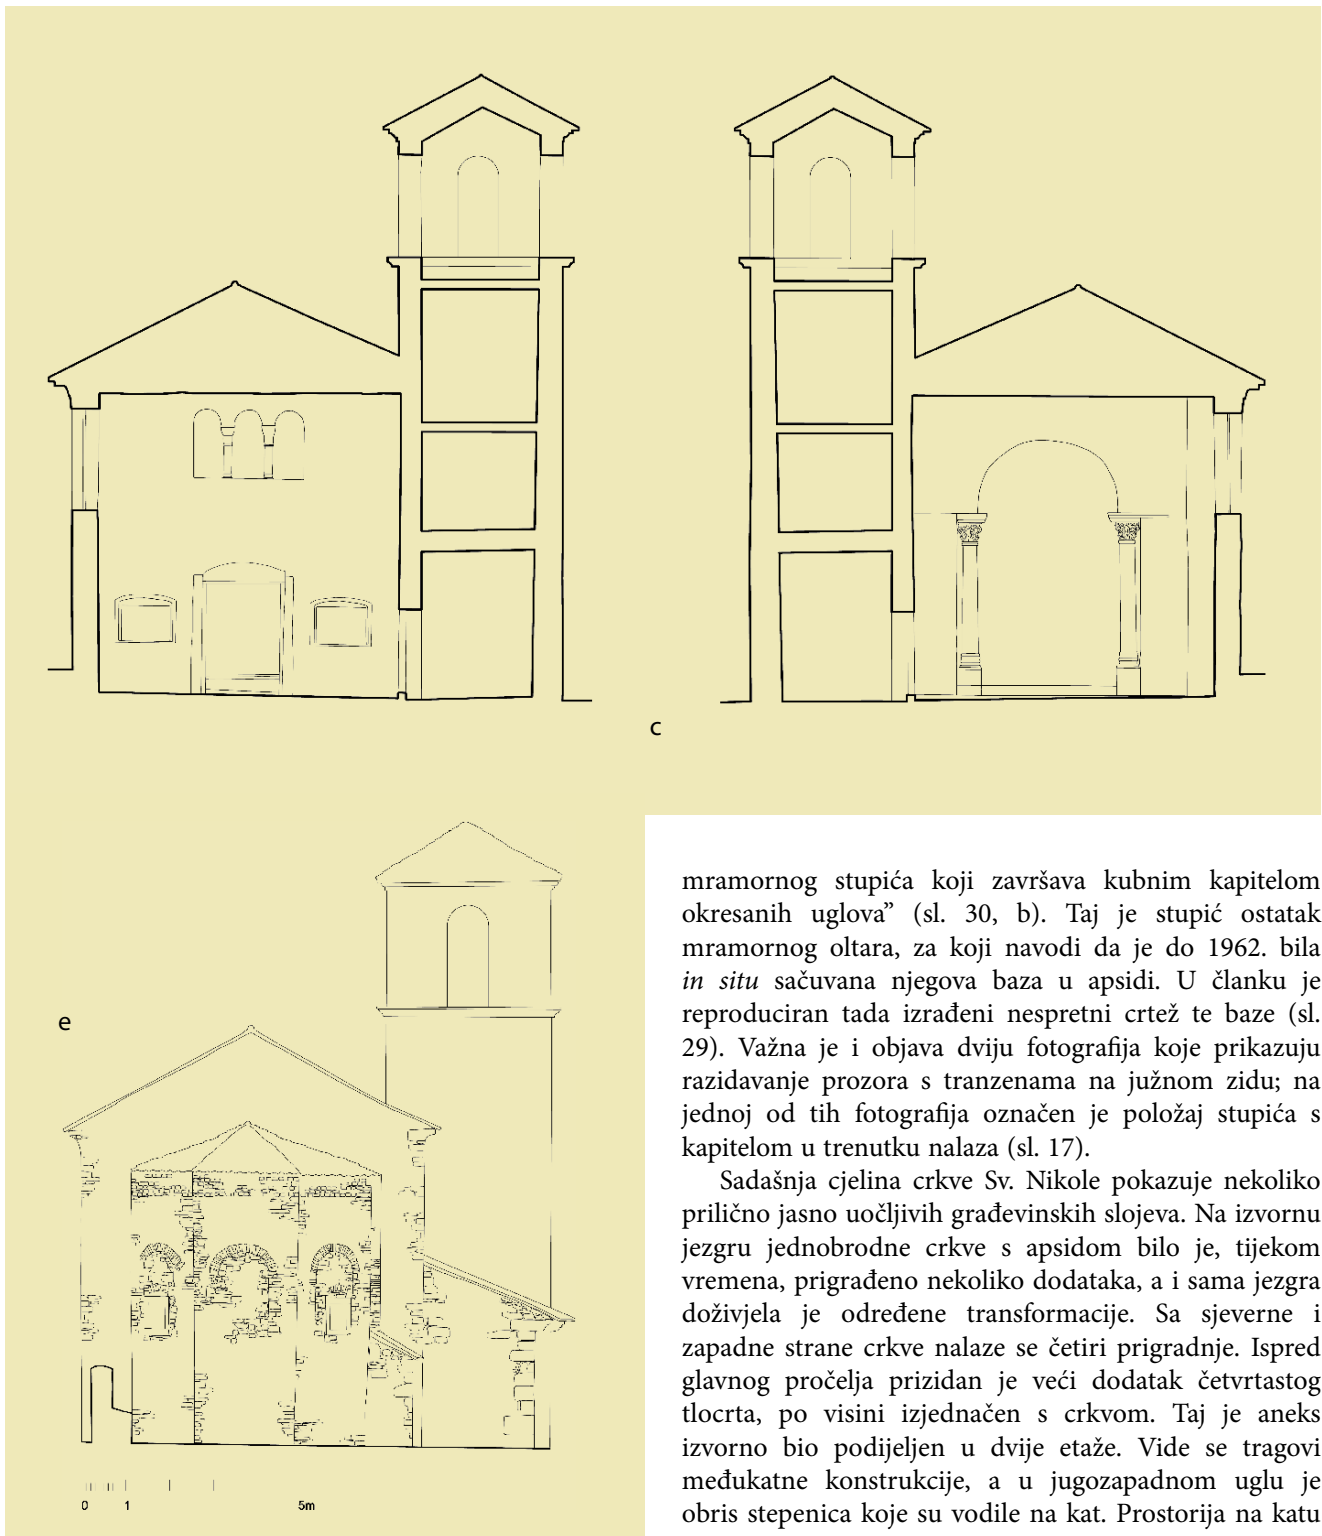 c
e
0 1 5m
mramornog stupića koji završava kubnim kapitelom
okresanih uglova” (sl. 30, b). Taj je stupić ostatak
mramornog oltara, za koji navodi da je do 1962. bila
in situ sačuvana njegova baza u apsidi. U članku je
reproduciran tada izrađeni nespretni crtež te baze (sl.
29). Važna je i objava dviju fotografija koje prikazuju
razidavanje prozora s tranzenama na južnom zidu; na
jednoj od tih fotografija označen je položaj stupića s
kapitelom u trenutku nalaza (sl. 17).
Sadašnja cjelina crkve Sv. Nikole pokazuje nekoliko
prilično jasno uočljivih građevinskih slojeva. Na izvornu
jezgru jednobrodne crkve s apsidom bilo je, tijekom
vremena, prigrađeno nekoliko dodataka, a i sama jezgra
doživjela je određene transformacije. Sa sjeverne i
zapadne strane crkve nalaze se četiri prigradnje. Ispred
glavnog pročelja prizidan je veći dodatak četvrtastog
tlocrta, po visini izjednačen s crkvom. Taj je aneks
izvorno bio podijeljen u dvije etaže. Vide se tragovi
međukatne konstrukcije, a u jugozapadnom uglu je
obris stepenica koje su vodile na kat. Prostorija na katu